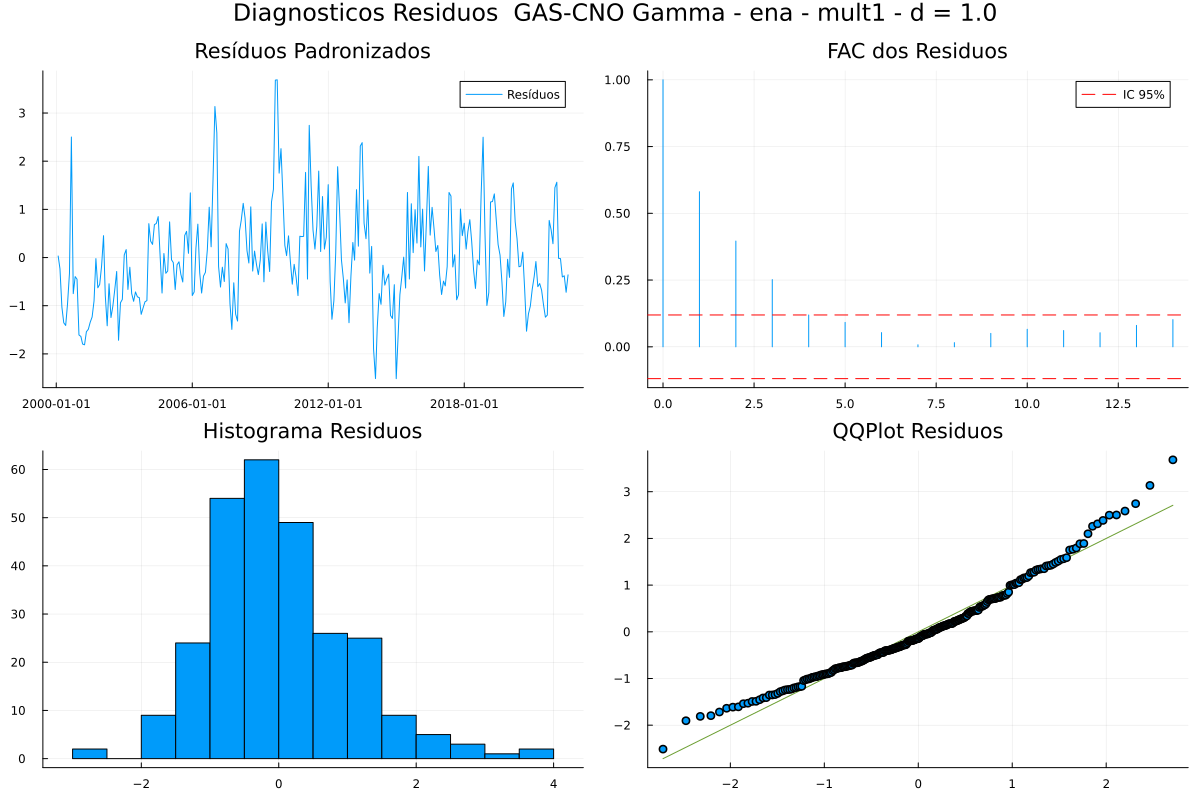 Diagnosticos Residuos  GAS-CNO Gamma - ena - mult1 - d = 1.0
Resíduos Padronizados
Resíduos
3
2
1
0
−1
−2
2000-01-01 2006-01-01 2012-01-01 2018-01-01
FAC dos Residuos
IC 95%
1.00
0.75
0.50
0.25
0.00
0.0 2.5 5.0 7.5 10.0 12.5
Histograma Residuos
60
50
40
30
20
10
0
−2 0 2 4
QQPlot Residuos
3
2
1
0
−1
−2
−2 −1 0 1 2